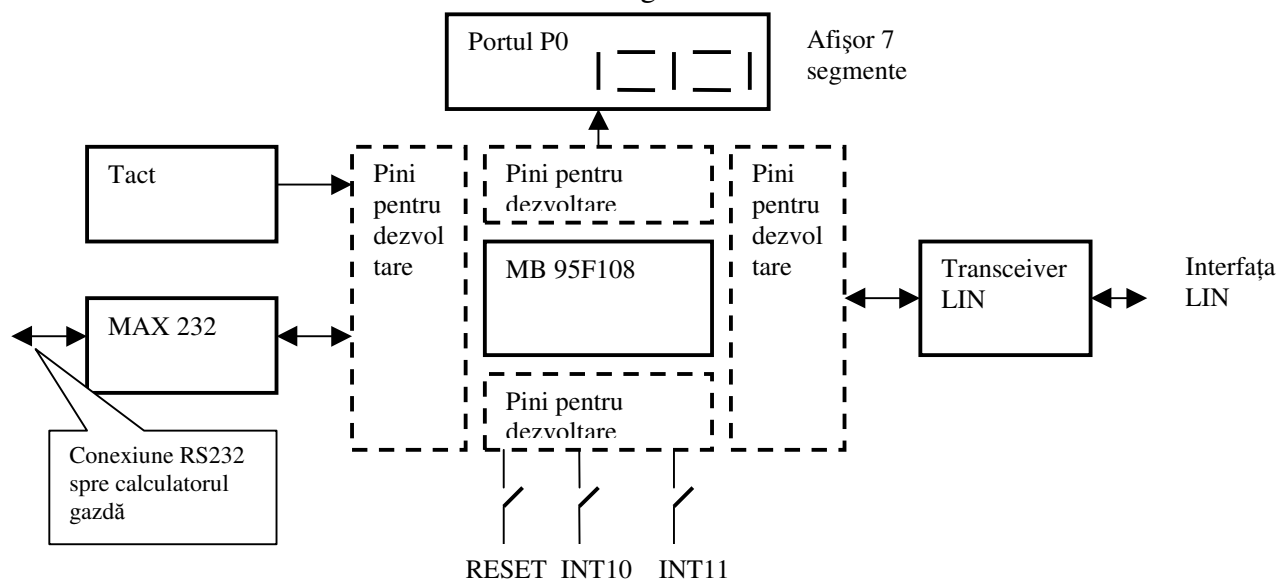 Portul P0
Afişor 7
segmente
Tact
Pini
pentru
dezvol
tare
Pini pentru
dezvoltare
Pini
pentru
dezvol
tare
MB 95F108
Transceiver
LIN
Interfaţa
LIN
MAX 232
Pini pentru
dezvoltare
Conexiune RS232
spre calculatorul
gazdă
RESET INT10 INT11